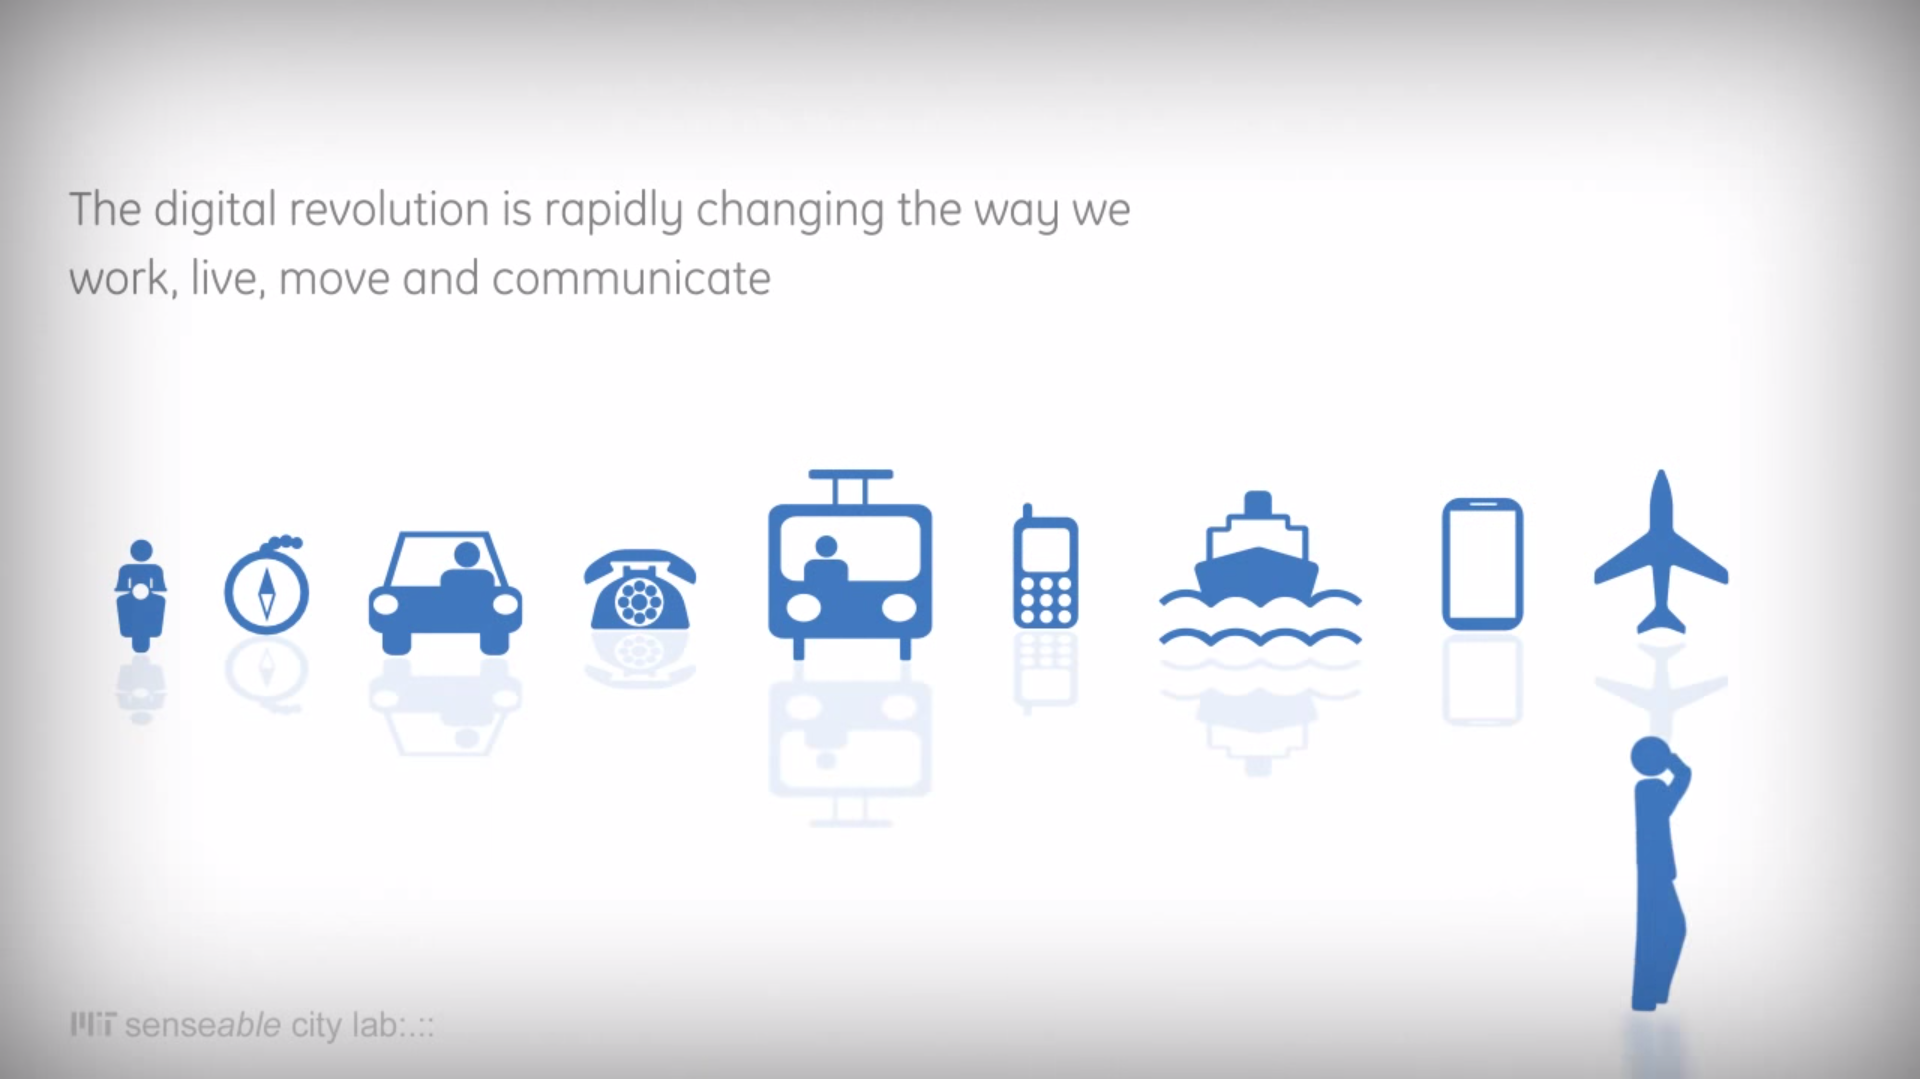 The digital revolution is rapidly changing the way we
work, live, move and communicate
MIT senseable city lab:.::